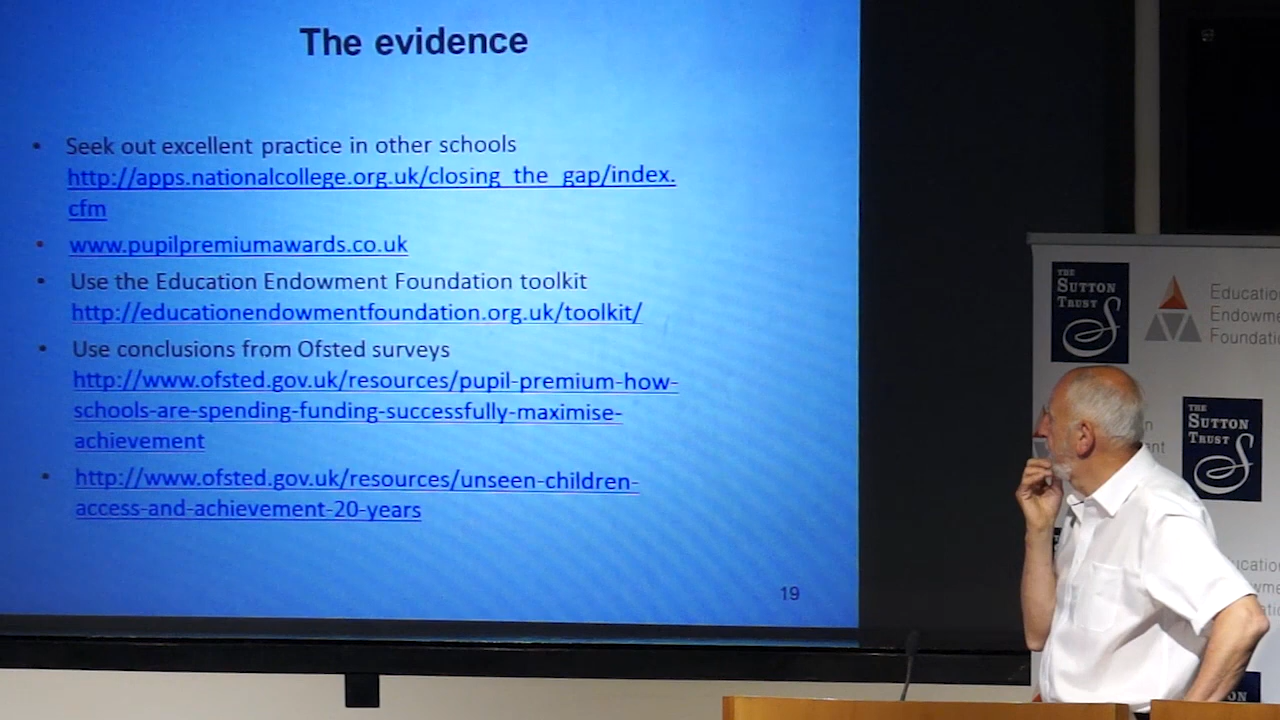 The evidence
• Seek out excellent practice in other schools
http://apps.nationalcollege.org.uk/closing_the_gap/index.
cfm
• www.pupilpremiumawards.co.uk
• Use the Education Endowment Foundation toolkit
http://educationendowmentfoundation.org.uk/toolkit/
• Use conclusions from Ofsted surveys
http://www.ofsted.gov.uk/resources/pupil-premium-how-
schools-are-spending-funding-successfully-maximise-
achievement
• http://www.ofsted.gov.uk/resources/unseen-children-
access-and-achievement-20-years
19
THE
SUTTON
TRUST
Educatio
Endowme
Foundatio
THE
SUTTON
TRUST